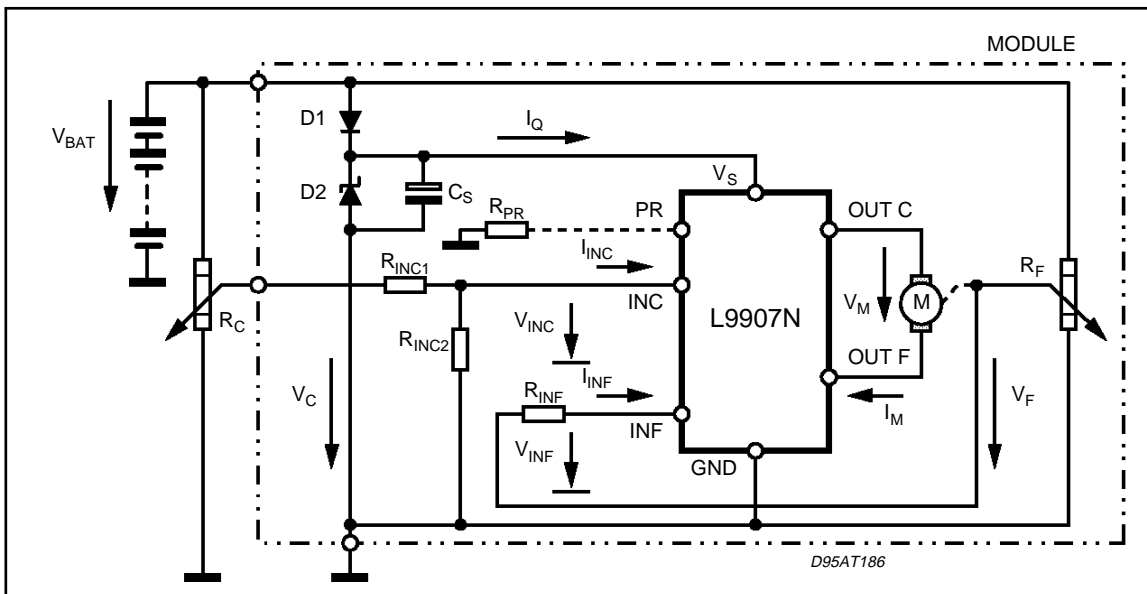 MODULE
D1
I_Q
V_BAT
V_S
D2
C_S
R_PR
PR
OUT C
I_INC
R_INC1
R_F
INC
V_M
M
R_C
L9907N
V_INC
R_INC2
OUT F
I_INF
V_C
R_INF
V_F
I_M
INF
V_INF
GND
D95AT186